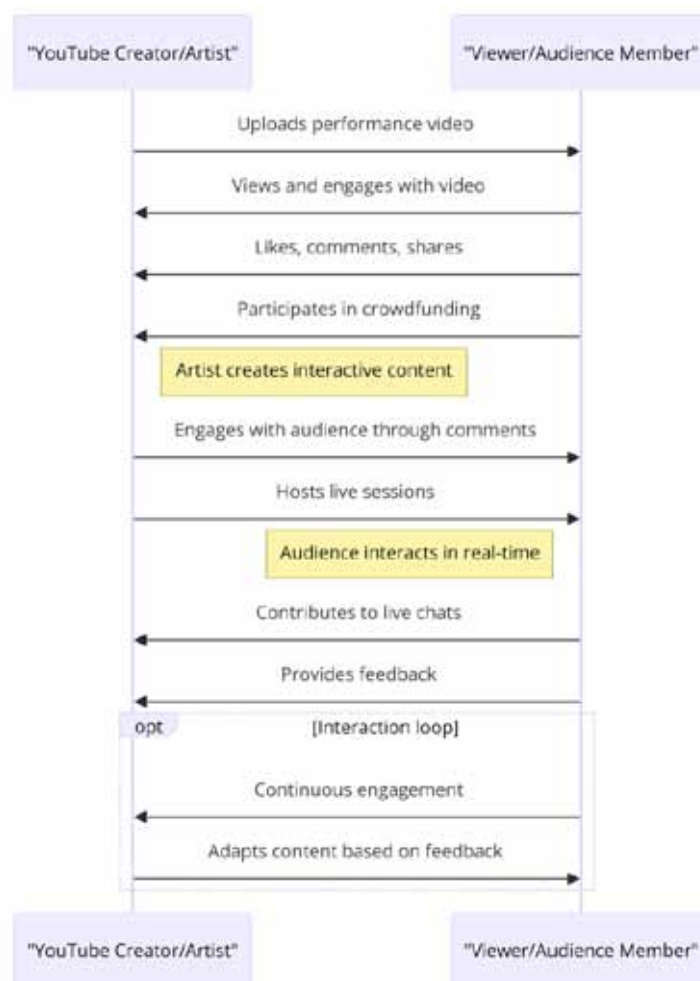 "YouTube Creator/Artist"
"Viewer/Audience Member"
Uploads performance video
Views and engages with video
Likes, comments, shares
Participates in crowdfunding
Artist creates interactive content
Engages with audience through comments
Hosts live sessions
Audience interacts in real-time
Contributes to live chats
Provides feedback
opt
[Interaction loop]
Continuous engagement
Adapts content based on feedback
"YouTube Creator/Artist"
"Viewer/Audience Member"